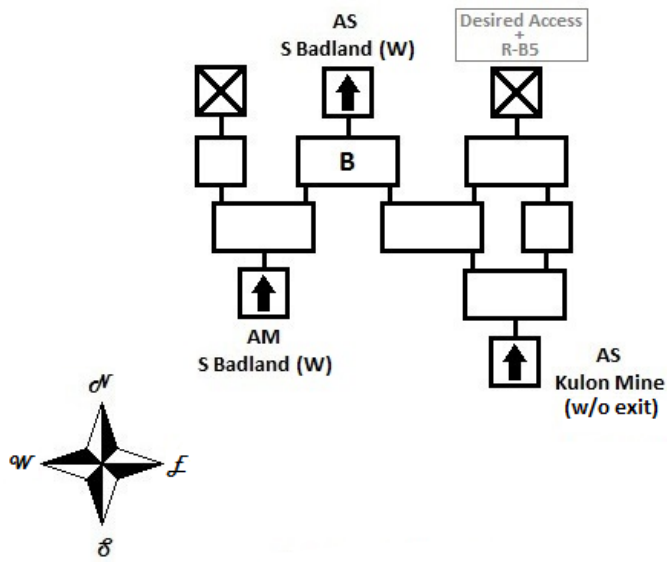 AS
S Badland (W)
Desired Access
+
R-B5
B
AM
S Badland (W)
AS
Kulon Mine
(w/o exit)
N
W
E
S